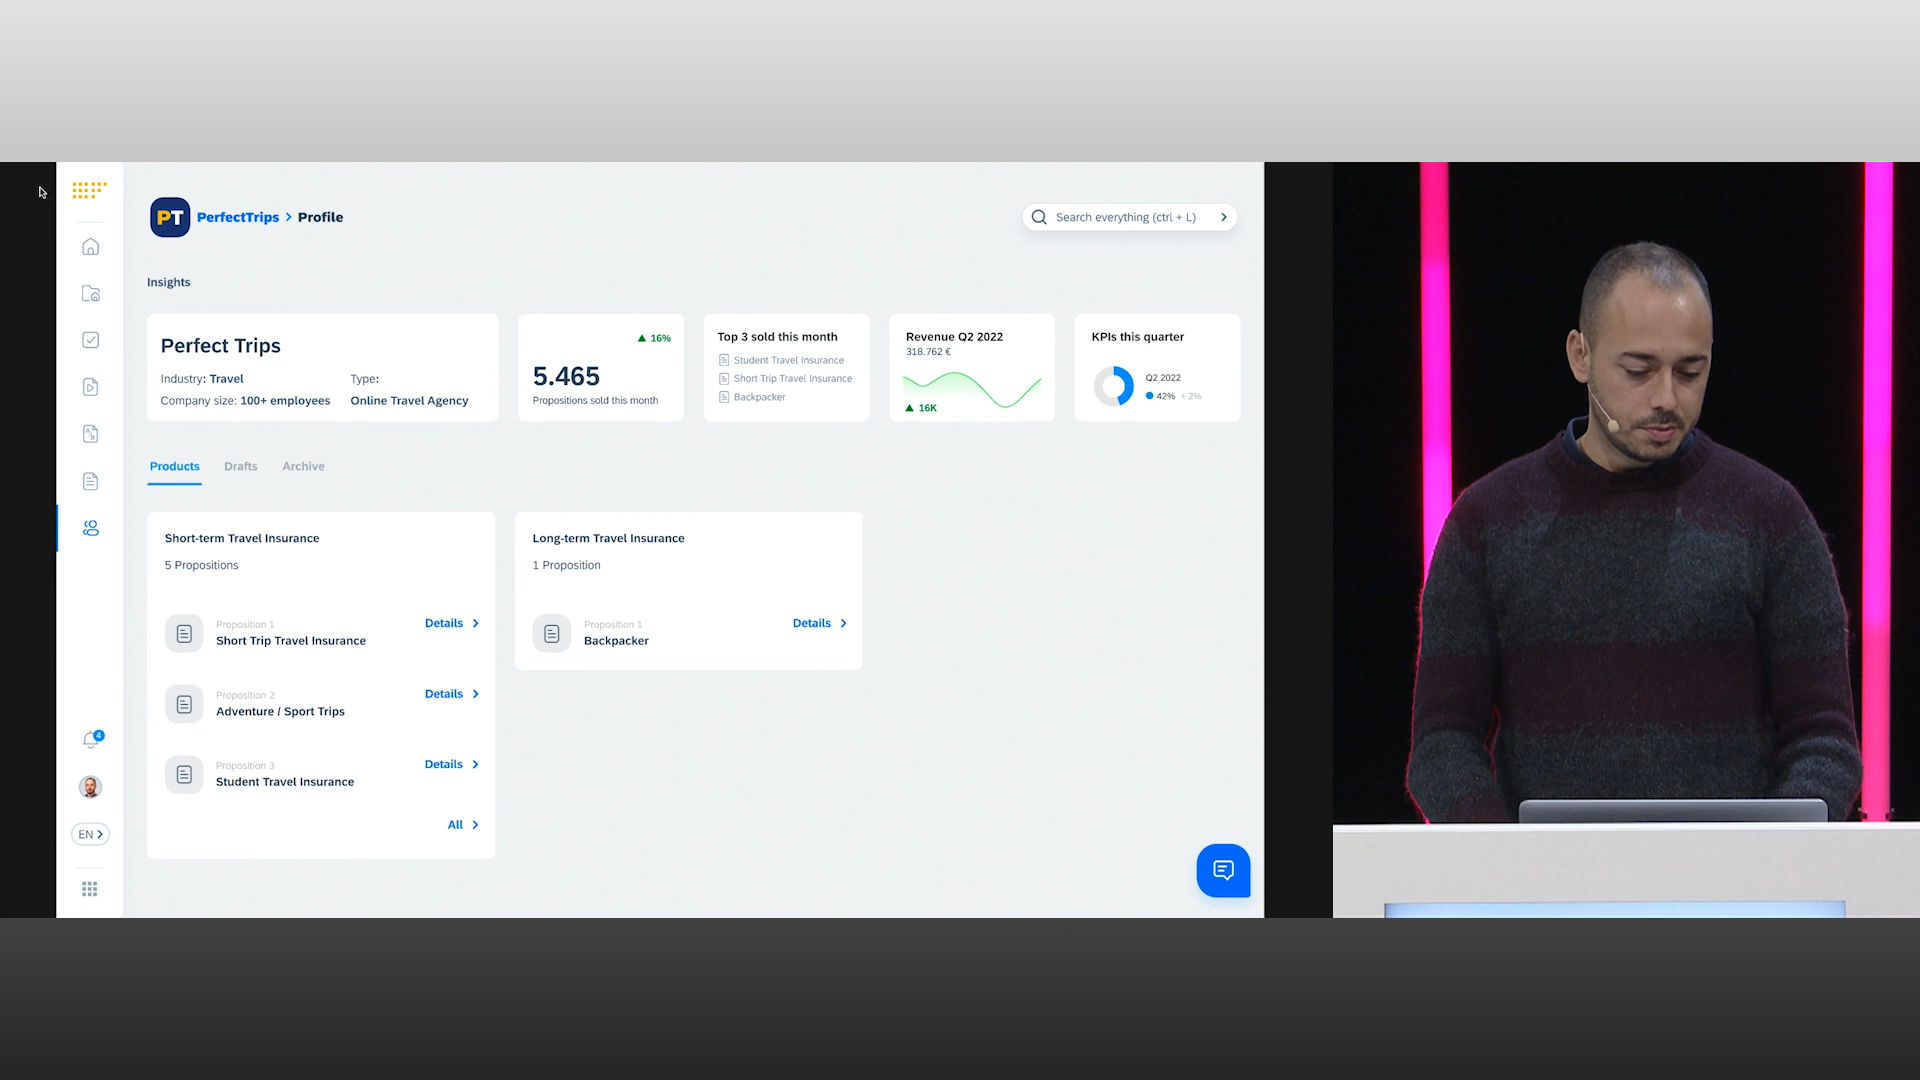 PT PerfectTrips > Profile
Search everything (ctrl + L)
Insights
Perfect Trips
Industry: Travel
Company size: 100+ employees
Type:
Online Travel Agency
16%
5.465
Propositions sold this month
Top 3 sold this month
Student Travel Insurance
Short Trip Travel Insurance
Backpacker
Revenue Q2 2022
318.762 €
16K
KPIs this quarter
Q2 2022
42% + 2%
Products
Drafts
Archive
Short-term Travel Insurance
5 Propositions
Proposition 1
Short Trip Travel Insurance
Details
Proposition 2
Adventure / Sport Trips
Details
Proposition 3
Student Travel Insurance
Details
All
Long-term Travel Insurance
1 Proposition
Proposition 1
Backpacker
Details
4
EN